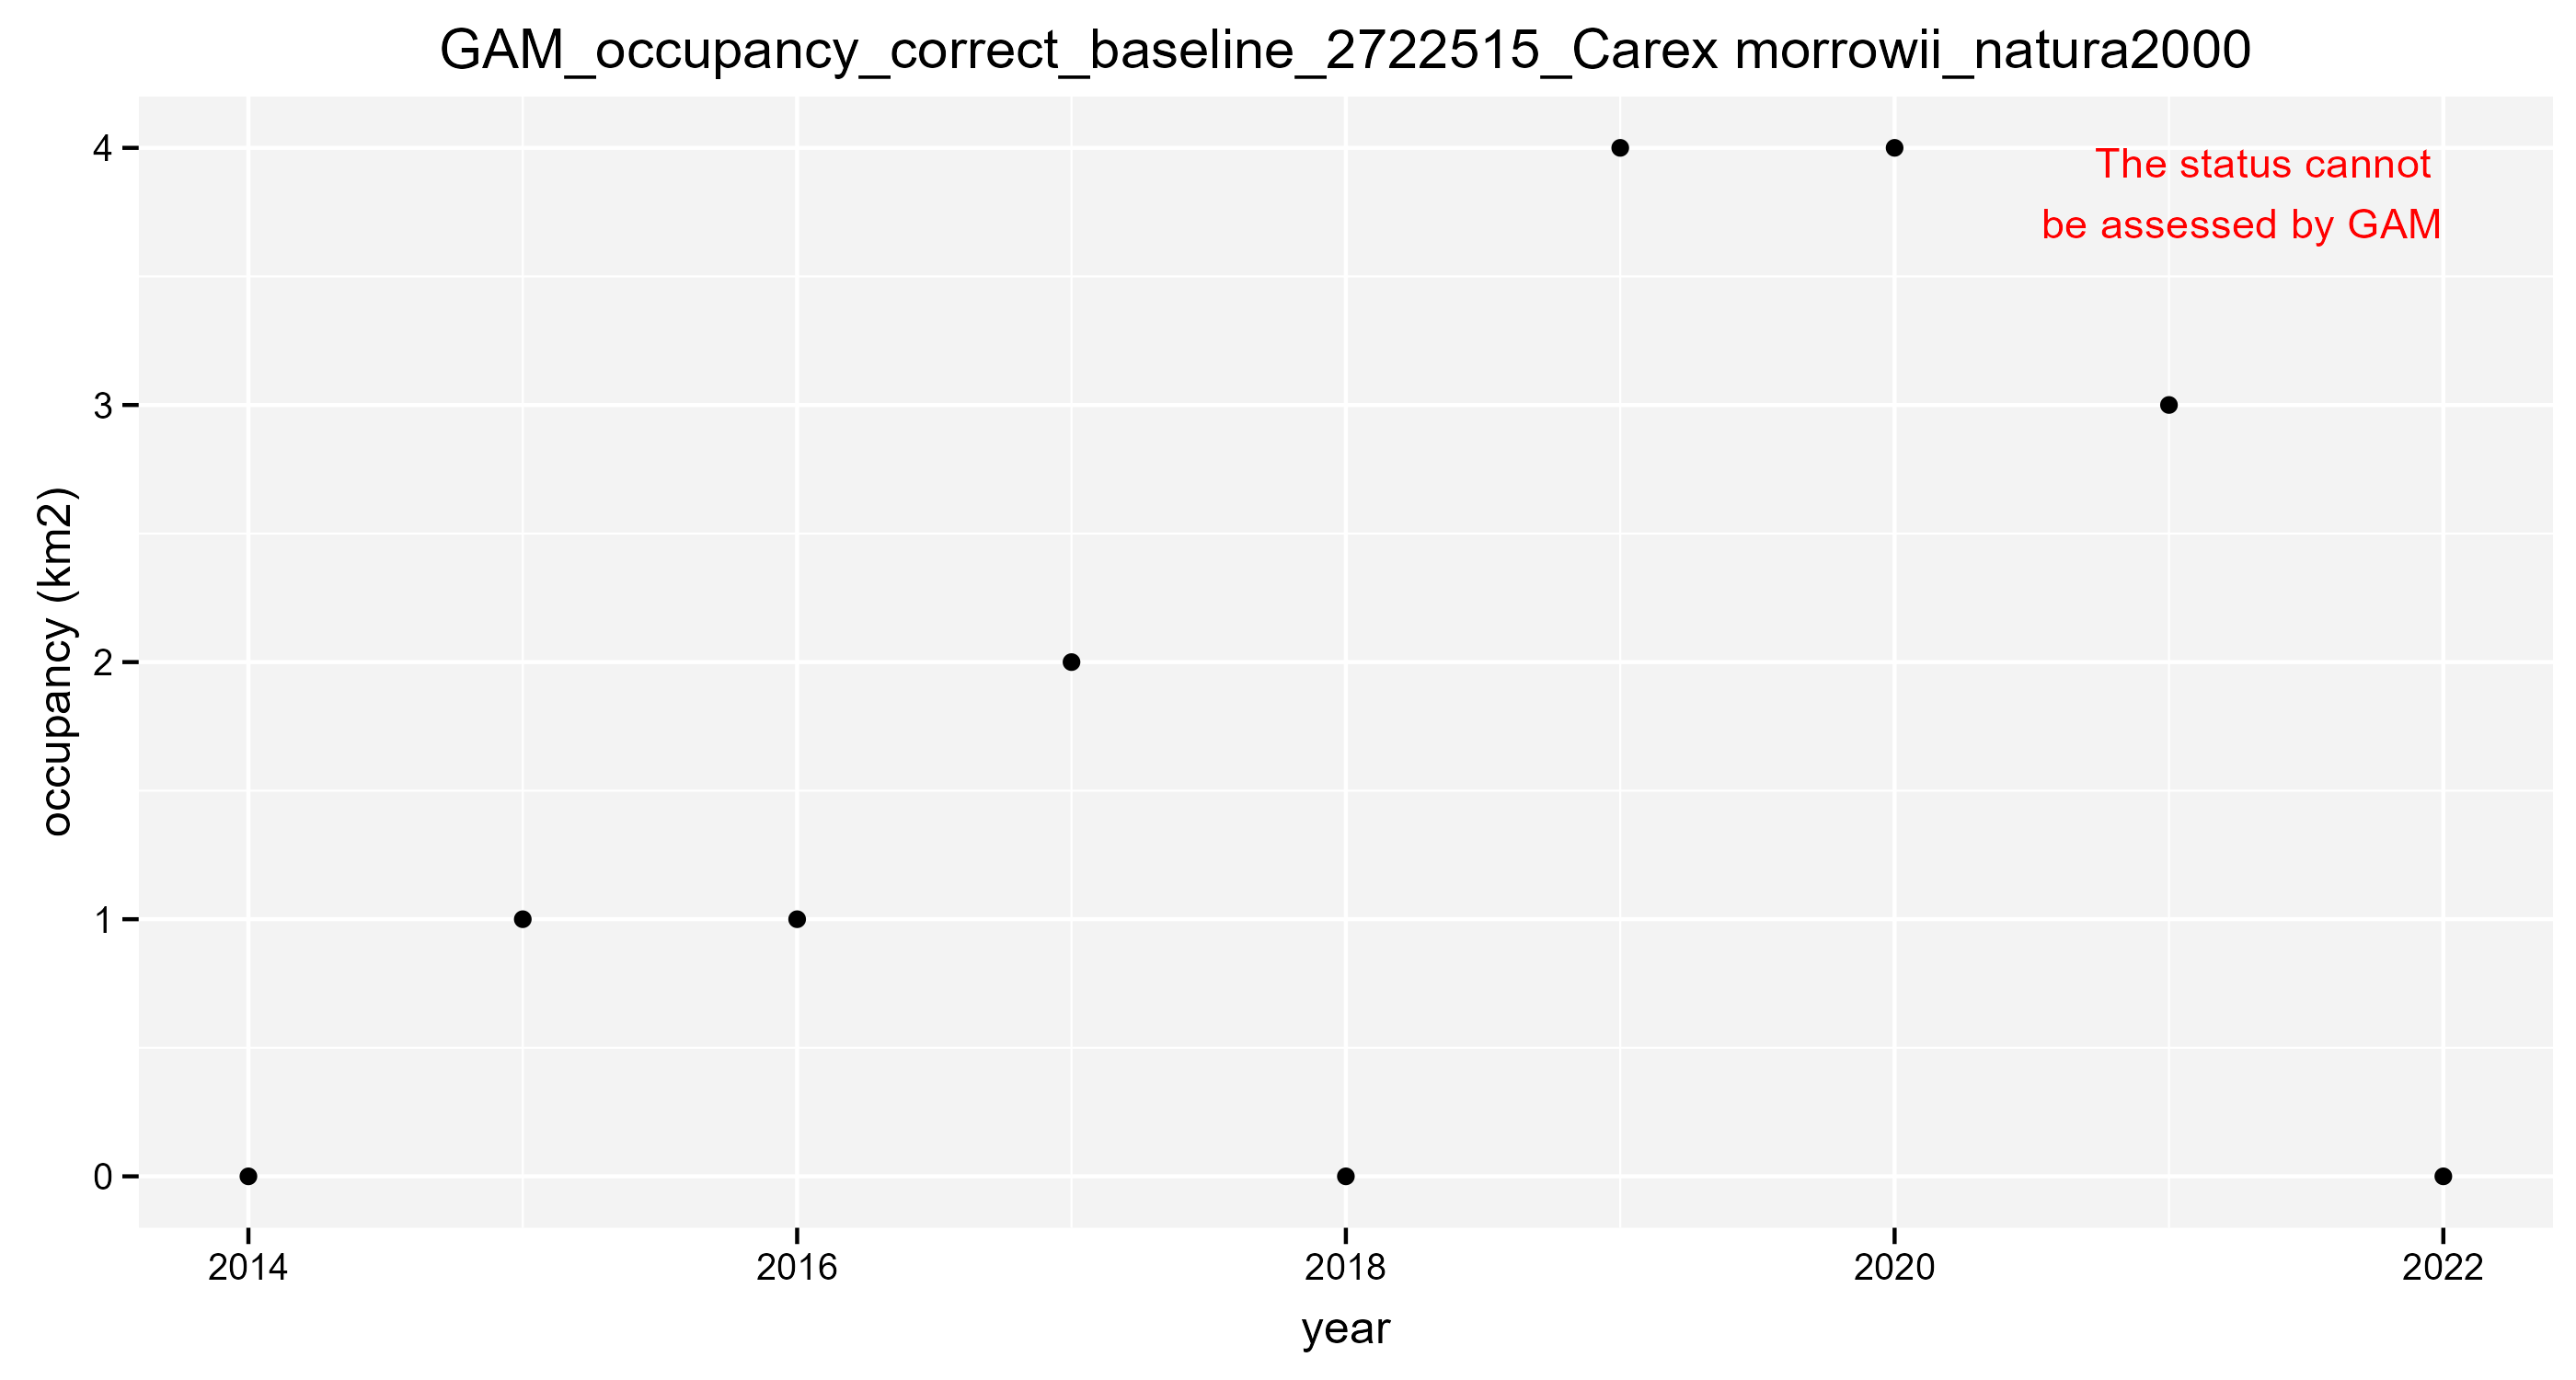 GAM_occupancy_correct_baseline_2722515_Carex morrowii_natura2000
The status cannot
be assessed by GAM
4
3
2
1
0
occupancy (km2)
2014 2016 2018 2020 2022
year